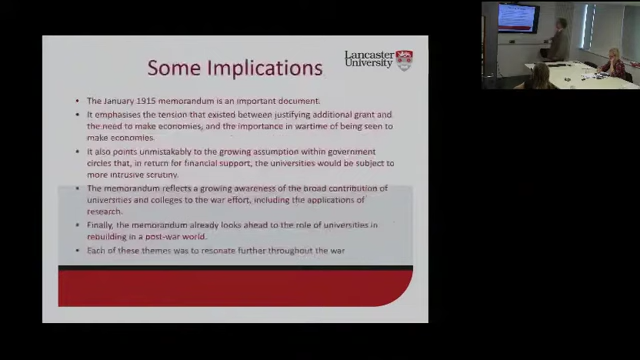 Lancaster University
Some Implications
The January 1915 memorandum is an important document.
It emphasises the tension that existed between justifying additional grant and
the need to make economies, and the importance in wartime of being seen to
make economies.
It also points unmistakably to the growing assumption within government
circles that, in return for financial support, the universities would be subject to
more intrusive scrutiny.
The memorandum reflects a growing awareness of the broad contribution of
universities and colleges to the war effort, including the applications of
research.
Finally, the memorandum already looks ahead to the role of universities in
rebuilding in a post-war world.
Each of these themes was to resonate further throughout the war